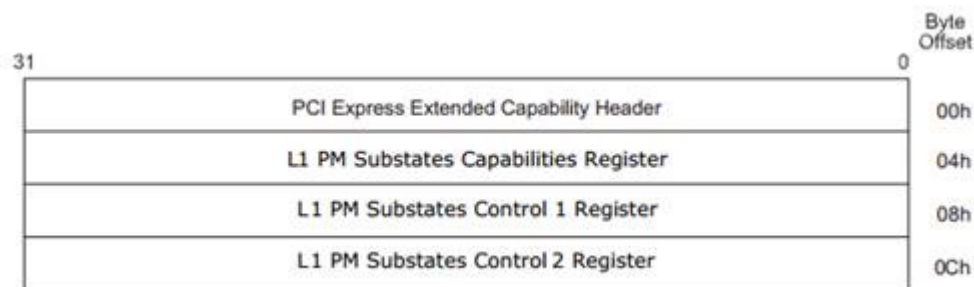 Byte
Offset
31 0
PCI Express Extended Capability Header 00h
L1 PM Substates Capabilities Register 04h
L1 PM Substates Control 1 Register 08h
L1 PM Substates Control 2 Register 0Ch